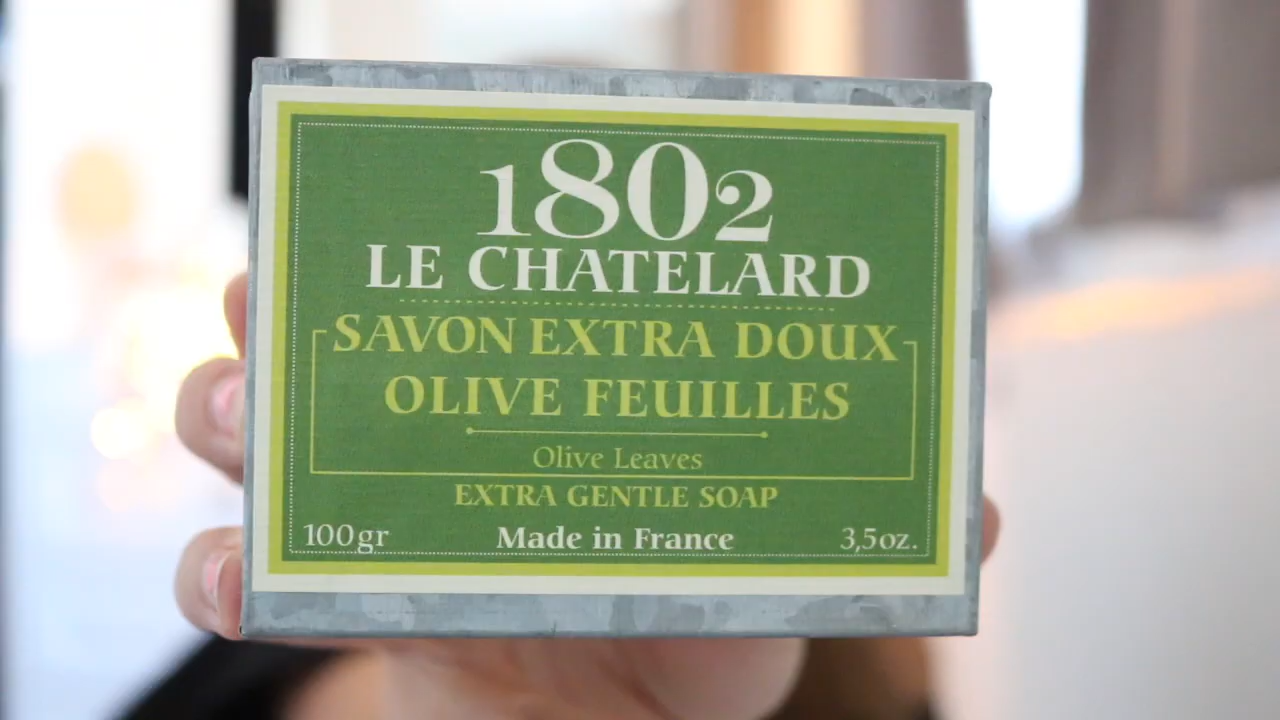 1802
LE CHATELARD
SAVON EXTRA DOUX
OLIVE FEUILLES
Olive Leaves
EXTRA GENTLE SOAP
100gr Made in France 3,5oz.